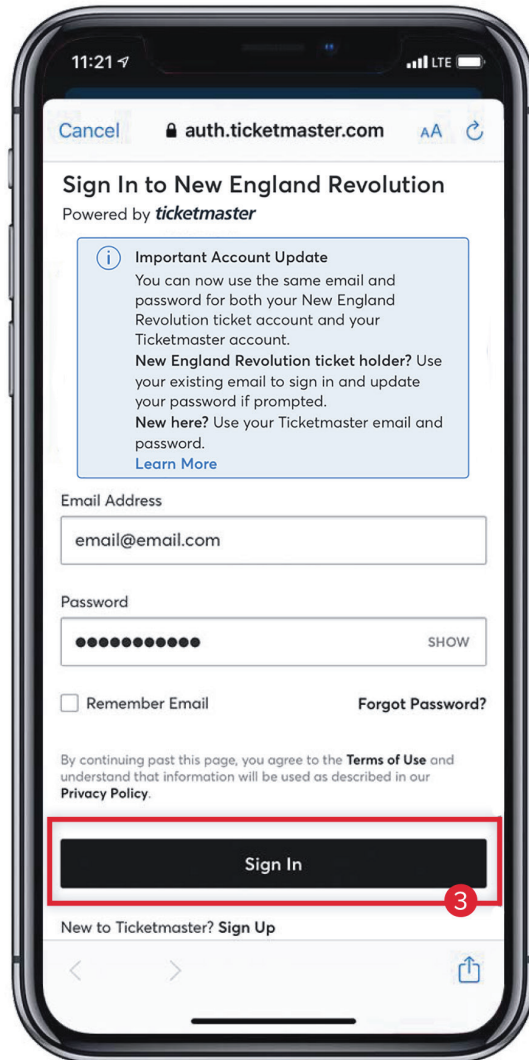 11:21 LTE
Cancel auth.ticketmaster.com AA
Sign In to New England Revolution
Powered by ticketmaster
i Important Account Update
You can now use the same email and
password for both your New England
Revolution ticket account and your
Ticketmaster account.
New England Revolution ticket holder? Use
your existing email to sign in and update
your password if prompted.
New here? Use your Ticketmaster email and
password.
Learn More
Email Address
email@email.com
Password
●●●●●●●●●●● SHOW
Remember Email Forgot Password?
By continuing past this page, you agree to the Terms of Use and
understand that information will be used as described in our
Privacy Policy.
Sign In
3
New to Ticketmaster? Sign Up